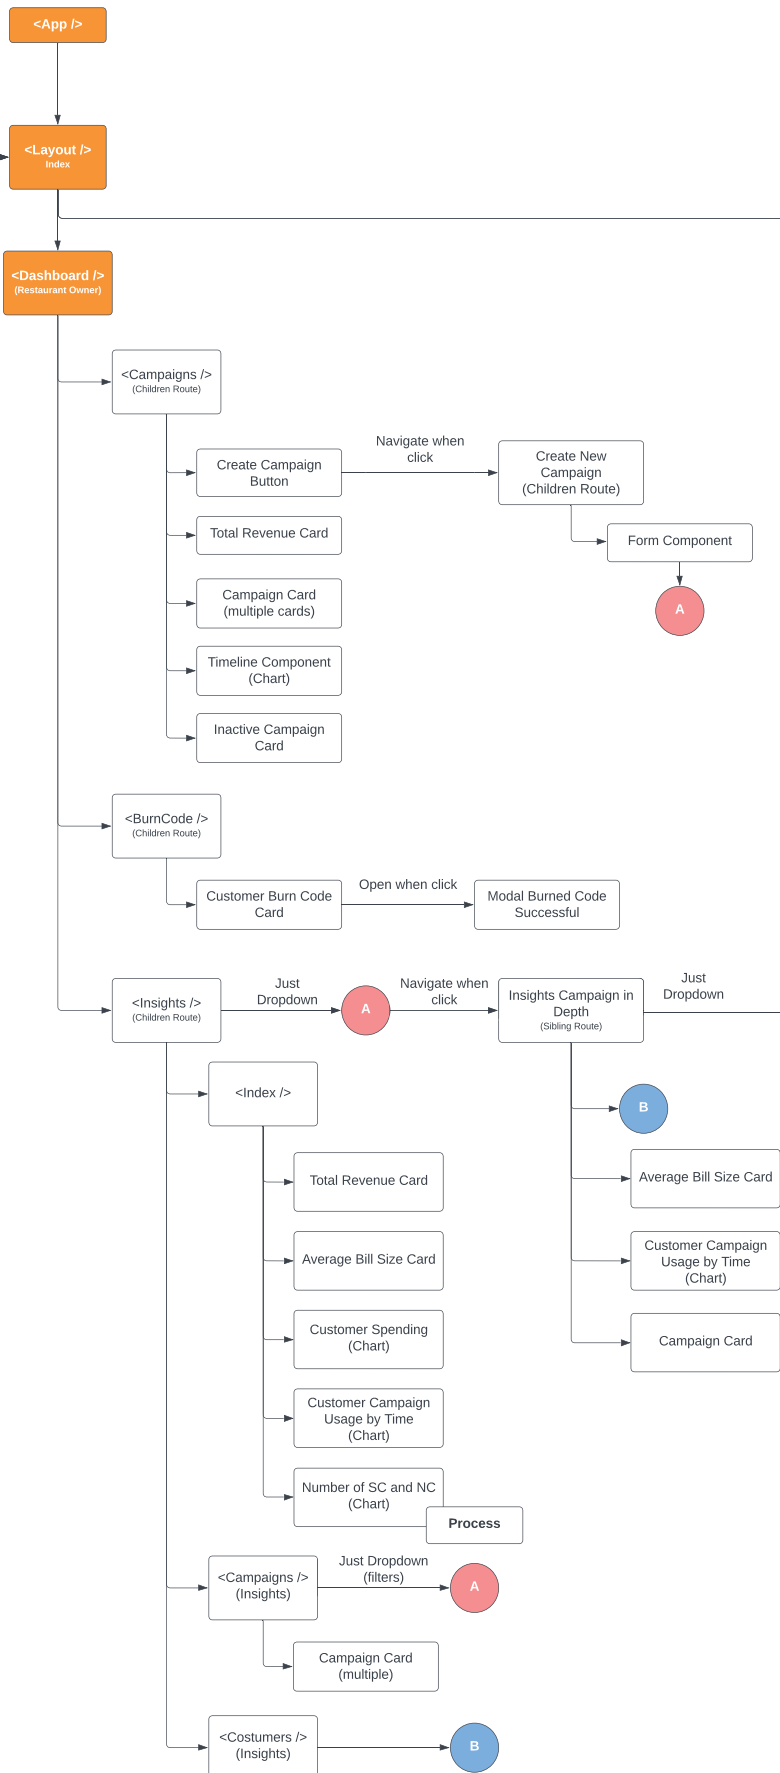 <App />
<Layout />
Index
<Dashboard />
(Restaurant Owner)
<Campaigns />
(Children Route)
Create Campaign
Button
Navigate when
click
Create New
Campaign
(Children Route)
Total Revenue Card
Form Component
A
Campaign Card
(multiple cards)
Timeline Component
(Chart)
Inactive Campaign
Card
<BurnCode />
(Children Route)
Customer Burn Code
Card
Open when click
Modal Burned Code
Successful
<Insights />
(Children Route)
Just
Dropdown
A
Navigate when
click
Insights Campaign in
Depth
(Sibling Route)
Just
Dropdown
<Index />
B
Total Revenue Card
Average Bill Size Card
Average Bill Size Card
Customer Campaign
Usage by Time
(Chart)
Customer Spending
(Chart)
Campaign Card
Customer Campaign
Usage by Time
(Chart)
Number of SC and NC
(Chart)
Process
<Campaigns />
(Insights)
Just Dropdown
(filters)
A
Campaign Card
(multiple)
<Costumers />
(Insights)
B